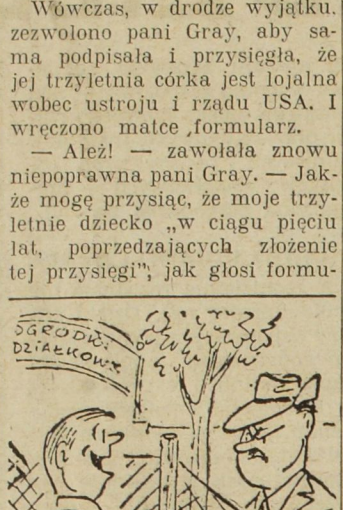 Wówczas, w drodze wyjątku.
zezwolono pani Gray, aby sa-
ma podpisała i przysięgła, że
jej trzyletnia córka jest lojalna
wobec ustroju i rządu USA. I
wręczono matce ,formularz.
— Ależ! — zawołała znowu
niepoprawna pani Gray. — Jak-
że mogę przysiąc, że moje trzy-
letnie dziecko „w ciągu pięciu
lat, poprzedzających złożenie
tej przysięgi”; jak głosi formu-
OGRÓDKI
DZIAŁKOWE